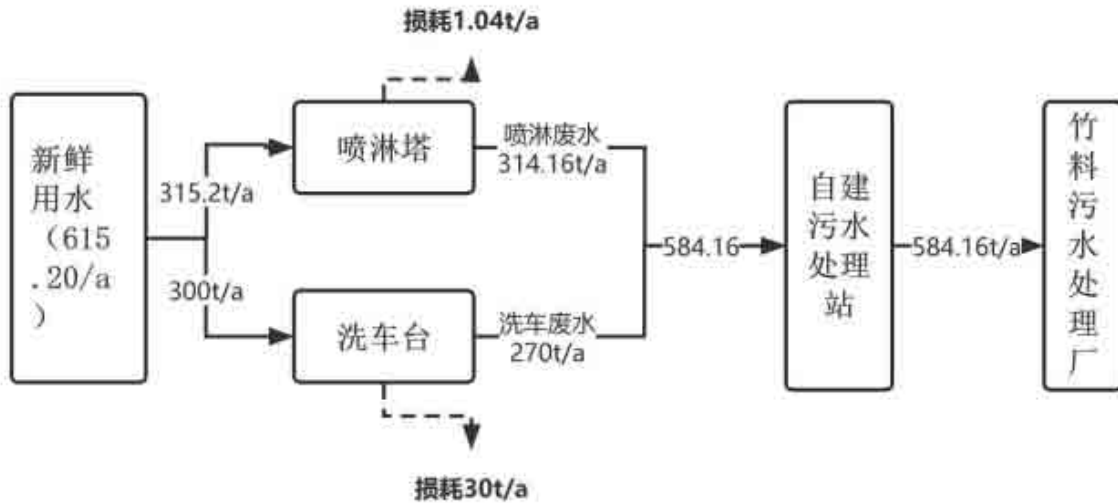 损耗1.04t/a
新鲜
用水
（615
.20/a
）
315.2t/a
300t/a
喷淋塔
喷淋废水
314.16t/a
洗车台
洗车废水
270t/a
损耗30t/a
584.16
自建
污水
处理
站
584.16t/a
竹
料
污
水
处
理
厂